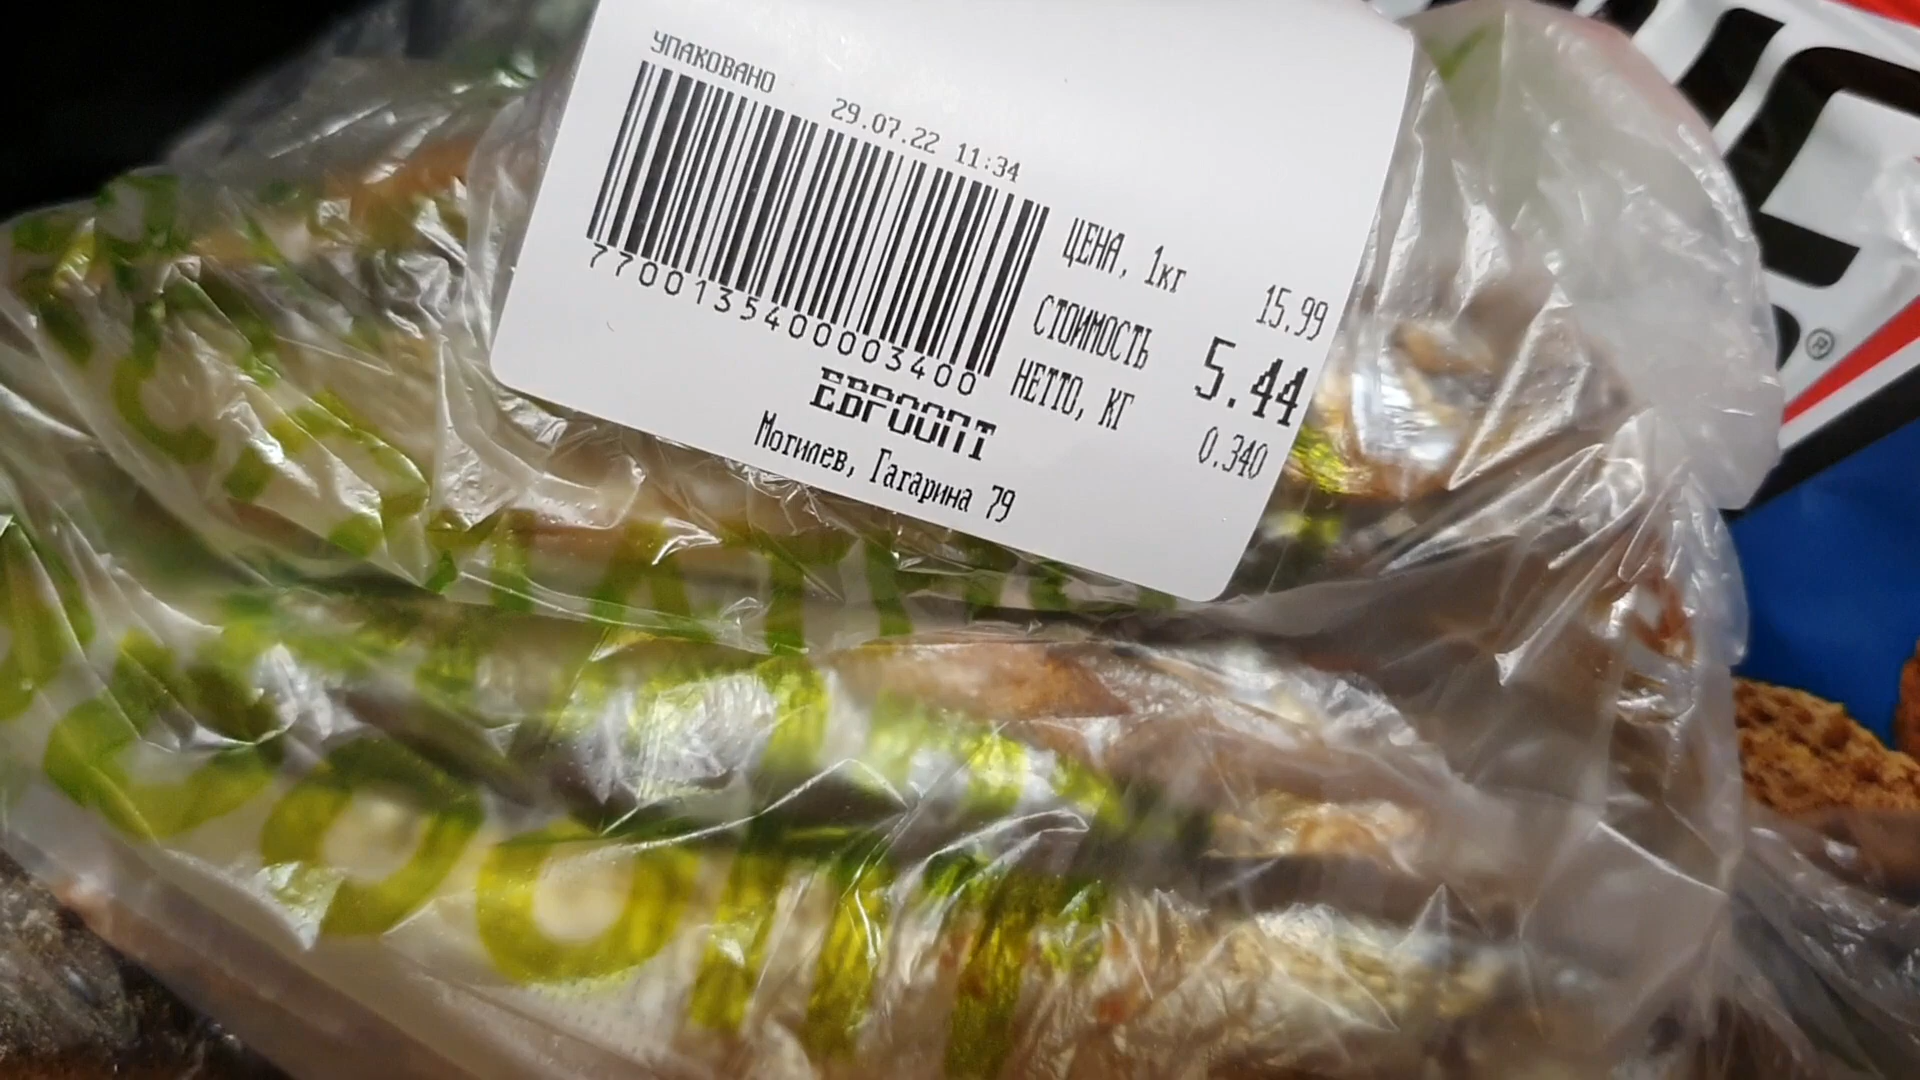 УПАКОВАНО 29.07.22 11:34
7700135400003400
ЦЕНА, 1кг 15.99
СТОИМОСТЬ 5.44
НЕТТО, КГ 0.340
ЕВРООПТ
Могилев, Гагарина 79
®